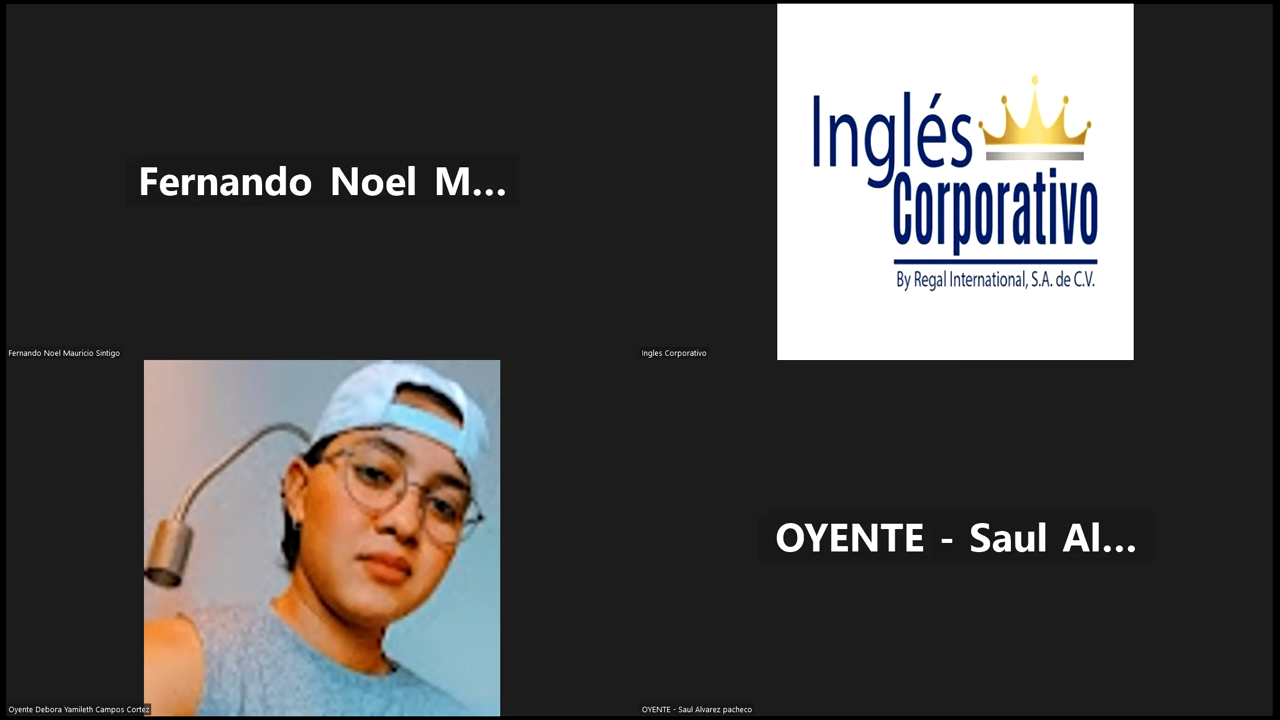 Fernando Noel M...
Inglés
Corporativo
By Regal International, S.A. de C.V.
Fernando Noel Mauricio Sintigo
Ingles Corporativo
OYENTE - Saul Al...
Oyente Debora Yamileth Campos Cortez
OYENTE - Saul Alvarez pacheco